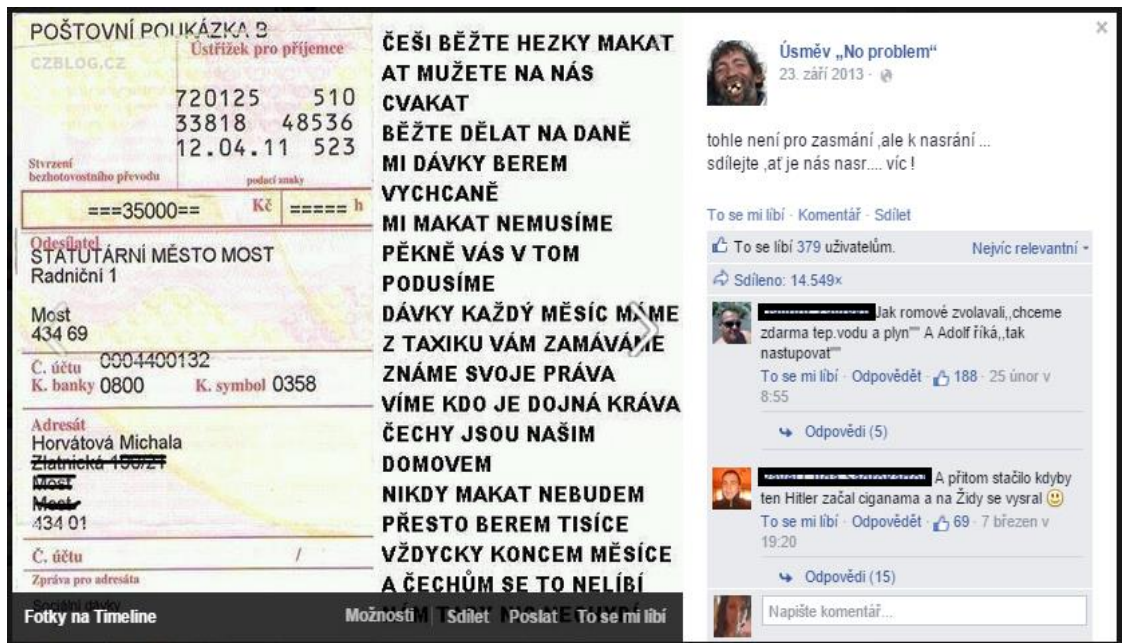 POŠTOVNÍ POUKÁZKA B
CZBLOG.CZ
Ústřižek pro příjemce
720125 510
33818 48536
12.04.11 523
Stvrzení
bezhotovostního převodu
podací znaky
===35000== Kč ===== h
Odesílatel
STATUTÁRNÍ MĚSTO MOST
Radniční 1
Most
434 69
Č. účtu 0004400132
K. banky 0800 K. symbol 0358
Adresát
Horvátová Michala
Zlatnická
Most
Most
434 01
Č. účtu /
Zpráva pro adresáta
Sociální dávky
ČEŠI BĚŽTE HEZKY MAKAT
AT MUŽETE NA NÁS
CVAKAT
BĚŽTE DĚLAT NA DANĚ
MI DÁVKY BEREM
VYCHCANĚ
MI MAKAT NEMUSÍME
PĚKNĚ VÁS V TOM
PODUSÍME
DÁVKY KAŽDÝ MĚSÍC MÁME
Z TAXIKU VÁM ZAMÁVÁME
ZNÁME SVOJE PRÁVA
VÍME KDO JE DOJNÁ KRÁVA
ČECHY JSOU NAŠIM
DOMOVEM
NIKDY MAKAT NEBUDEM
PŘESTO BEREM TISÍCE
VŽDYCKY KONCEM MĚSÍCE
A ČECHŮM SE TO NELÍBÍ
Fotky na Timeline Možnosti Sdílet Poslat To se mi líbí
Úsměv „No problem“
23. září 2013 ·
tohle není pro zasmání ,ale k nasrání ...
sdílejte ,ať je nás nasr.... víc !
To se mi líbí · Komentář · Sdílet
To se líbí 379 uživatelům. Nejvíc relevantní
Sdíleno: 14.549×
Jak romové zvolavali,,chceme
zdarma tep.vodu a plyn"" A Adolf říká,,tak
nastupovat""
To se mi líbí · Odpovědět · 188 · 25 únor v
8:55
Odpovědi (5)
A přitom stačilo kdyby
ten Hitler začal ciganama a na Židy se vysral
To se mi líbí · Odpovědět · 69 · 7 březen v
19:20
Odpovědi (15)
Napište komentář...